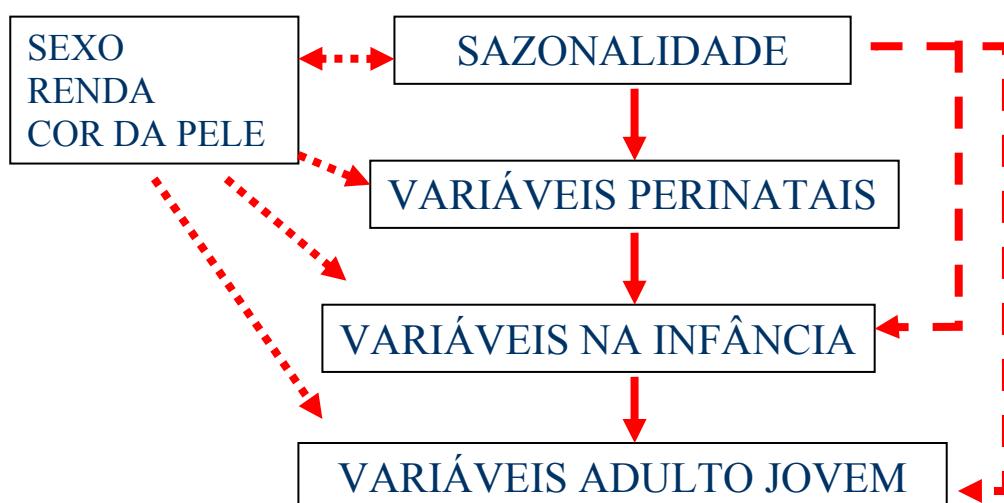 SEXO
RENDA
COR DA PELE
SAZONALIDADE
VARIÁVEIS PERINATAIS
VARIÁVEIS NA INFÂNCIA
VARIÁVEIS ADULTO JOVEM